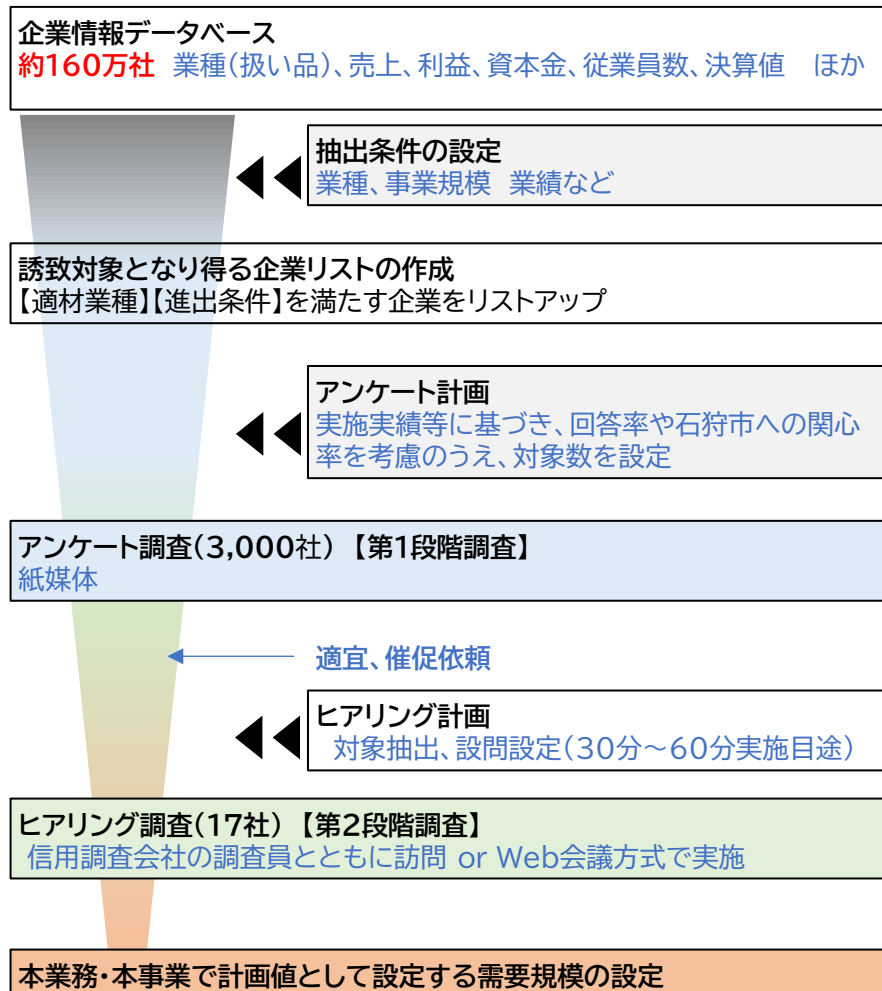 企業情報データベース
約160万社　業種(扱い品)、売上、利益、資本金、従業員数、決算値　ほか
抽出条件の設定
業種、事業規模　業績など
誘致対象となり得る企業リストの作成
【適材業種】【進出条件】を満たす企業をリストアップ
アンケート計画
実施実績等に基づき、回答率や石狩市への関心
率を考慮のうえ、対象数を設定
アンケート調査(3,000社) 【第1段階調査】
紙媒体
適宜、催促依頼
ヒアリング計画
対象抽出、設問設定(30分～60分実施目途)
ヒアリング調査(17社) 【第2段階調査】
信用調査会社の調査員とともに訪問 or Web会議方式で実施
本業務・本事業で計画値として設定する需要規模の設定